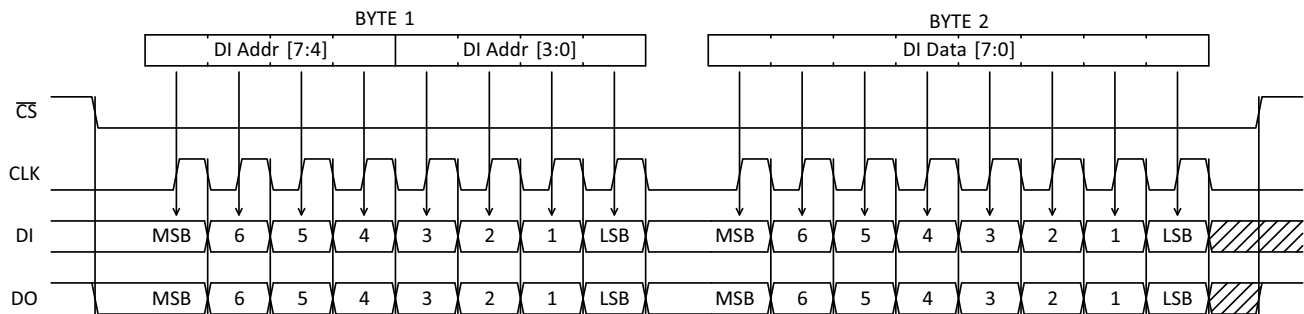 BYTE 1 BYTE 2
DI Addr [7:4] DI Addr [3:0] DI Data [7:0]
CS
CLK
DI MSB 6 5 4 3 2 1 LSB MSB 6 5 4 3 2 1 LSB
DO MSB 6 5 4 3 2 1 LSB MSB 6 5 4 3 2 1 LSB